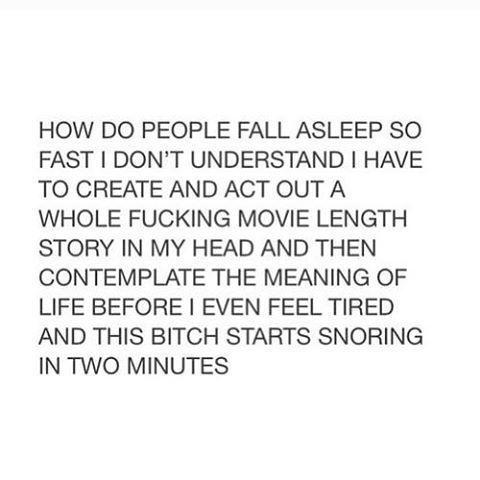 HOW DO PEOPLE FALL ASLEEP SO
FAST I DON'T UNDERSTAND I HAVE
TO CREATE AND ACT OUT A
WHOLE FUCKING MOVIE LENGTH
STORY IN MY HEAD AND THEN
CONTEMPLATE THE MEANING OF
LIFE BEFORE I EVEN FEEL TIRED
AND THIS BITCH STARTS SNORING
IN TWO MINUTES